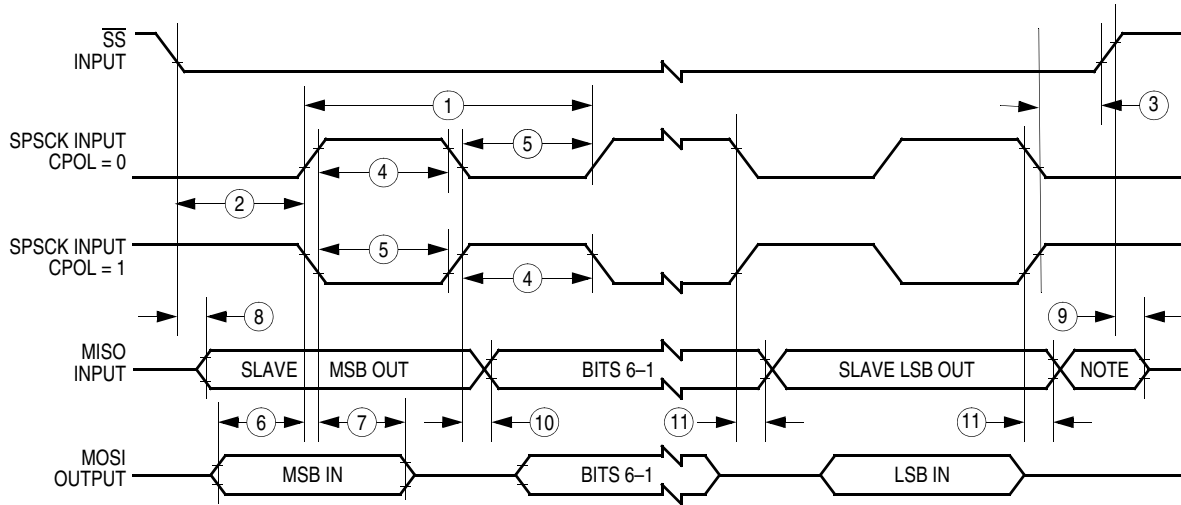 SS
INPUT
1
3
SPSCK INPUT
CPOL = 0
5
4
2
SPSCK INPUT
CPOL = 1
5
4
8
9
MISO
INPUT
SLAVE MSB OUT
BITS 6–1
SLAVE LSB OUT
NOTE
6
7
10
11
11
MOSI
OUTPUT
MSB IN
BITS 6–1
LSB IN